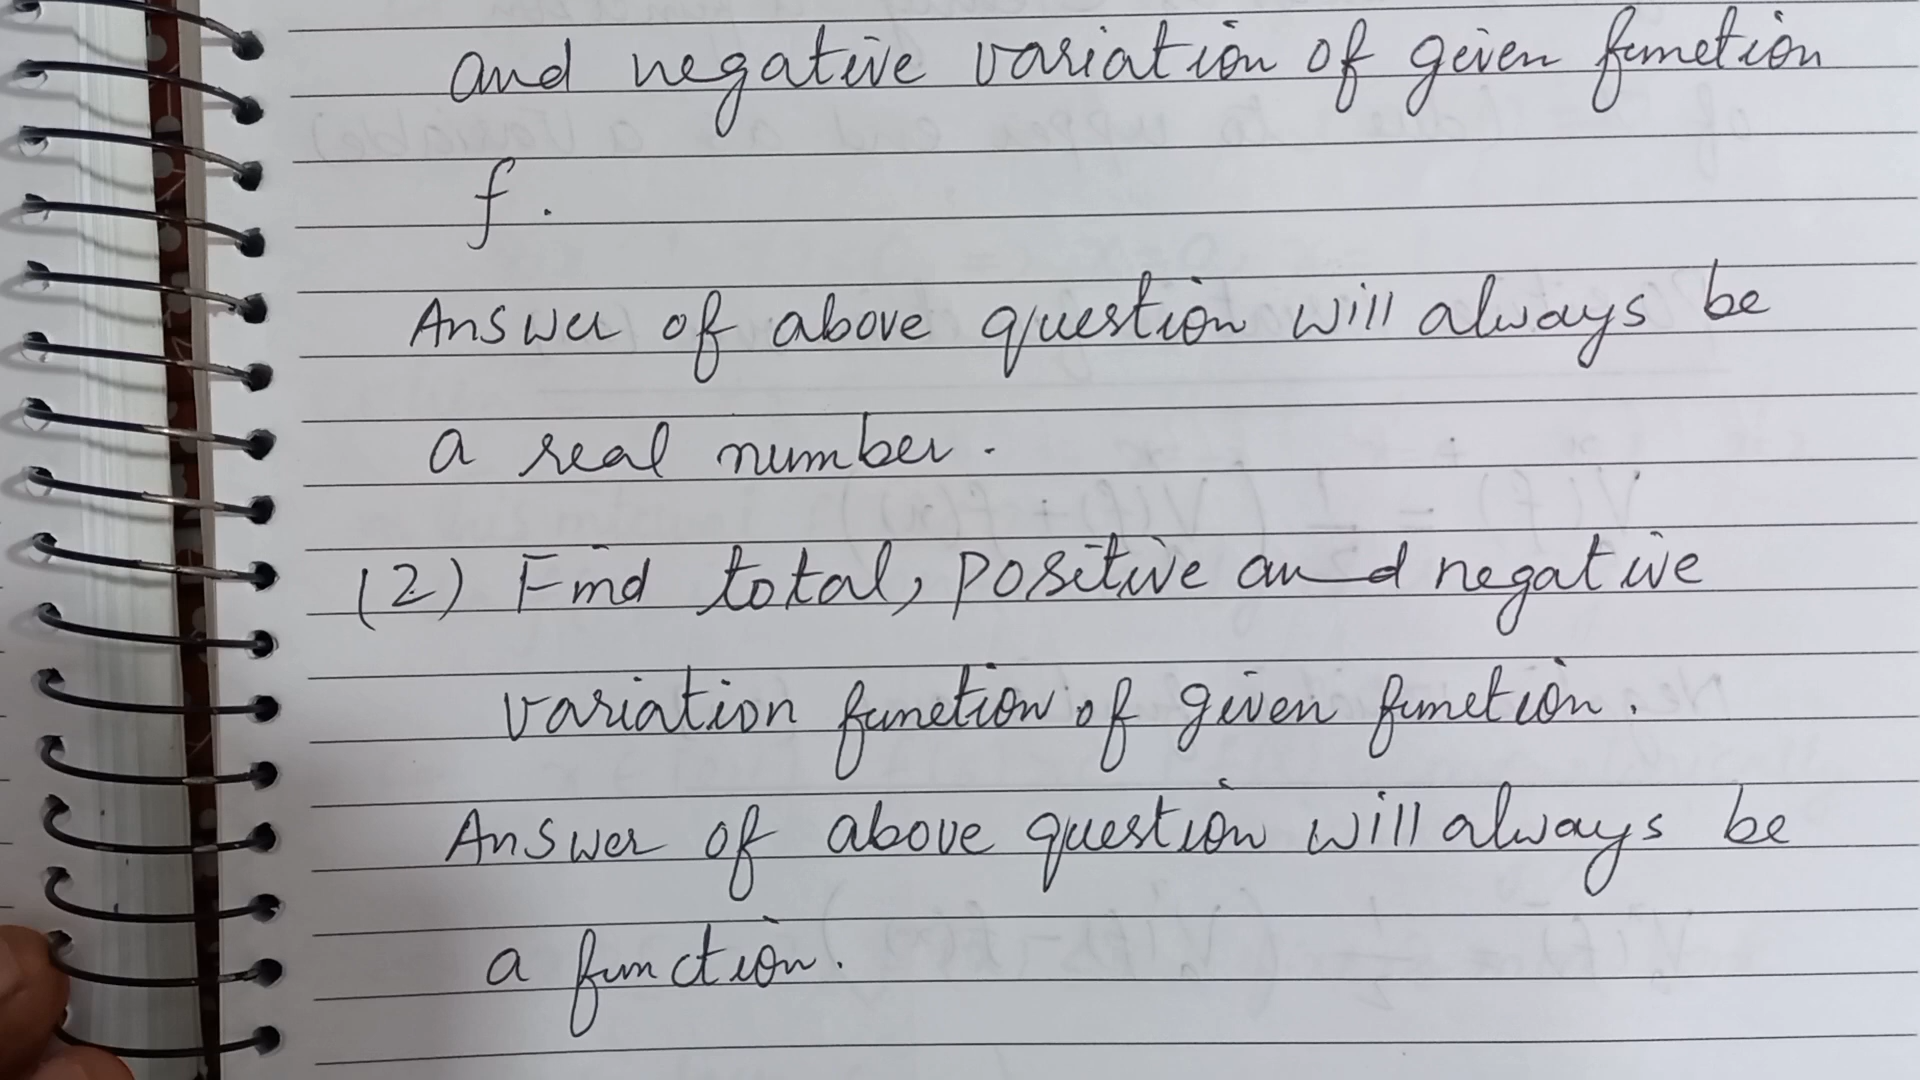 and negative variation of given function
f.
Answer of above question will always be
a real number.
(2) Find total, positive and negative
variation function of given function.
Answer of above question will always be
a function.